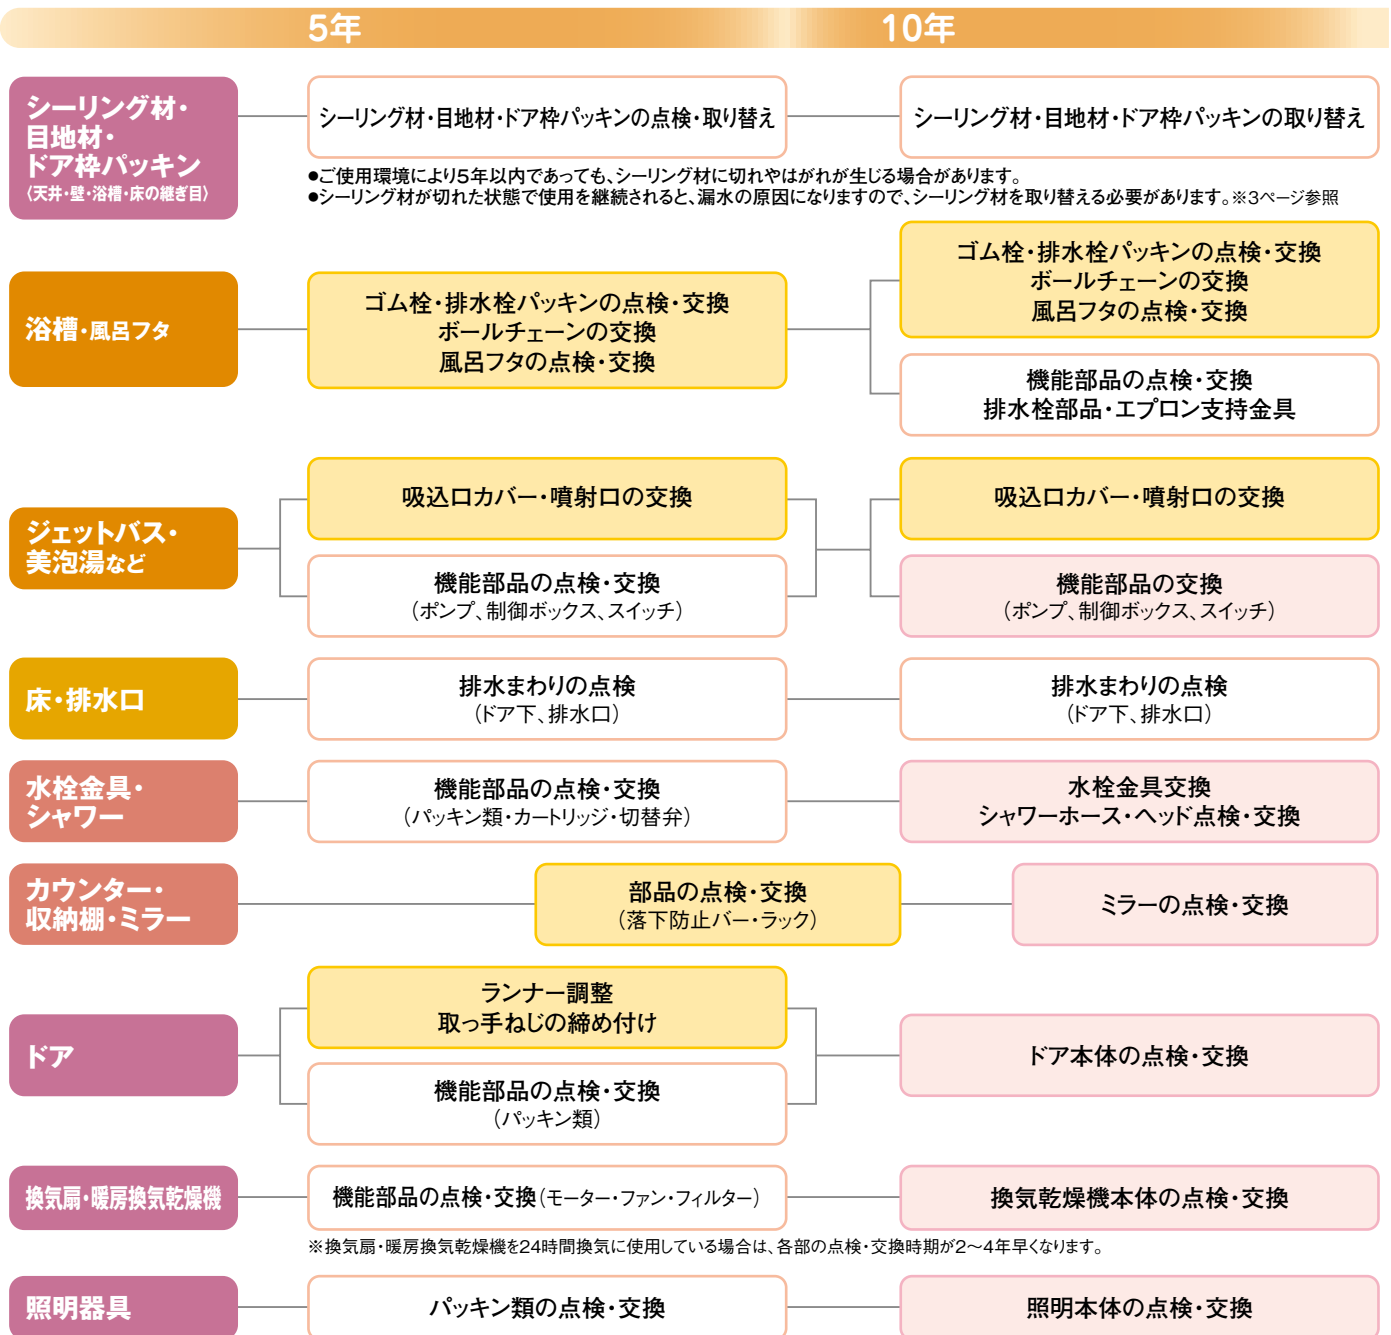 5年
10年
シーリング材・
目地材・
ドア枠パッキン
〈天井・壁・浴槽・床の継ぎ目〉
シーリング材・目地材・ドア枠パッキンの点検・取り替え
シーリング材・目地材・ドア枠パッキンの取り替え
●ご使用環境により5年以内であっても、シーリング材に切れやはがれが生じる場合があります。
●シーリング材が切れた状態で使用を継続されると、漏水の原因になりますので、シーリング材を取り替える必要があります。※3ページ参照
浴槽・風呂フタ
ゴム栓・排水栓パッキンの点検・交換
ボールチェーンの交換
風呂フタの点検・交換
ゴム栓・排水栓パッキンの点検・交換
ボールチェーンの交換
風呂フタの点検・交換
機能部品の点検・交換
排水栓部品・エプロン支持金具
ジェットバス・
美泡湯など
吸込口カバー・噴射口の交換
機能部品の点検・交換
（ポンプ、制御ボックス、スイッチ）
吸込口カバー・噴射口の交換
機能部品の交換
（ポンプ、制御ボックス、スイッチ）
床・排水口
排水まわりの点検
（ドア下、排水口）
排水まわりの点検
（ドア下、排水口）
水栓金具・
シャワー
機能部品の点検・交換
（パッキン類・カートリッジ・切替弁）
水栓金具交換
シャワーホース・ヘッド点検・交換
カウンター・
収納棚・ミラー
部品の点検・交換
（落下防止バー・ラック）
ミラーの点検・交換
ドア
ランナー調整
取っ手ねじの締め付け
機能部品の点検・交換
（パッキン類）
ドア本体の点検・交換
換気扇・暖房換気乾燥機
機能部品の点検・交換（モーター・ファン・フィルター）
換気乾燥機本体の点検・交換
※換気扇・暖房換気乾燥機を24時間換気に使用している場合は、各部の点検・交換時期が2〜4年早くなります。
照明器具
パッキン類の点検・交換
照明本体の点検・交換